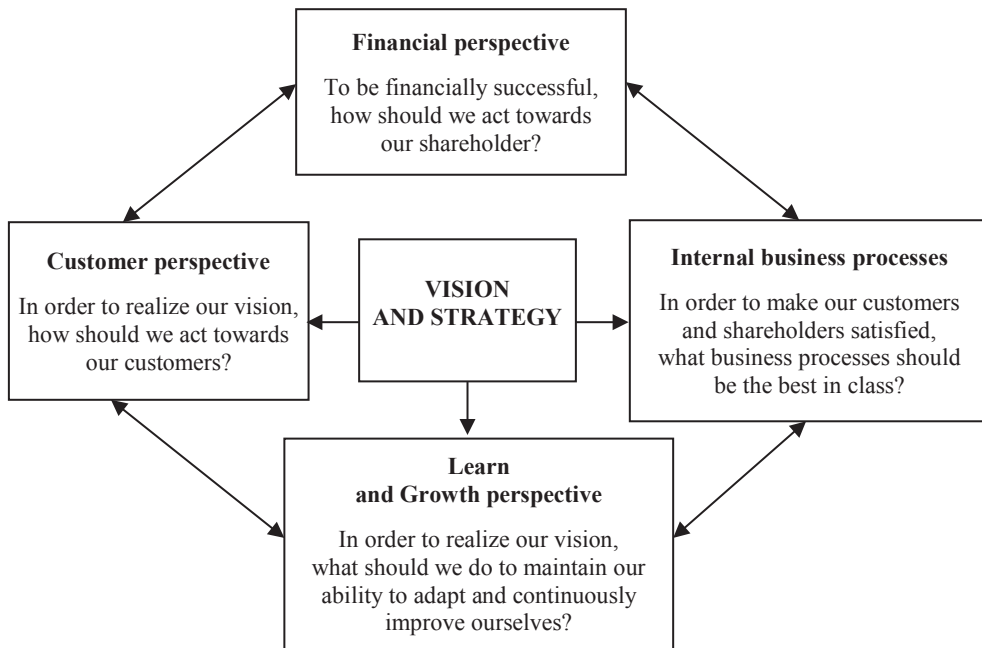 Financial perspective
To be financially successful,
how should we act towards
our shareholder?
Customer perspective
In order to realize our vision,
how should we act towards
our customers?
VISION
AND STRATEGY
Internal business processes
In order to make our customers
and shareholders satisfied,
what business processes should
be the best in class?
Learn
and Growth perspective
In order to realize our vision,
what should we do to maintain our
ability to adapt and continuously
improve ourselves?